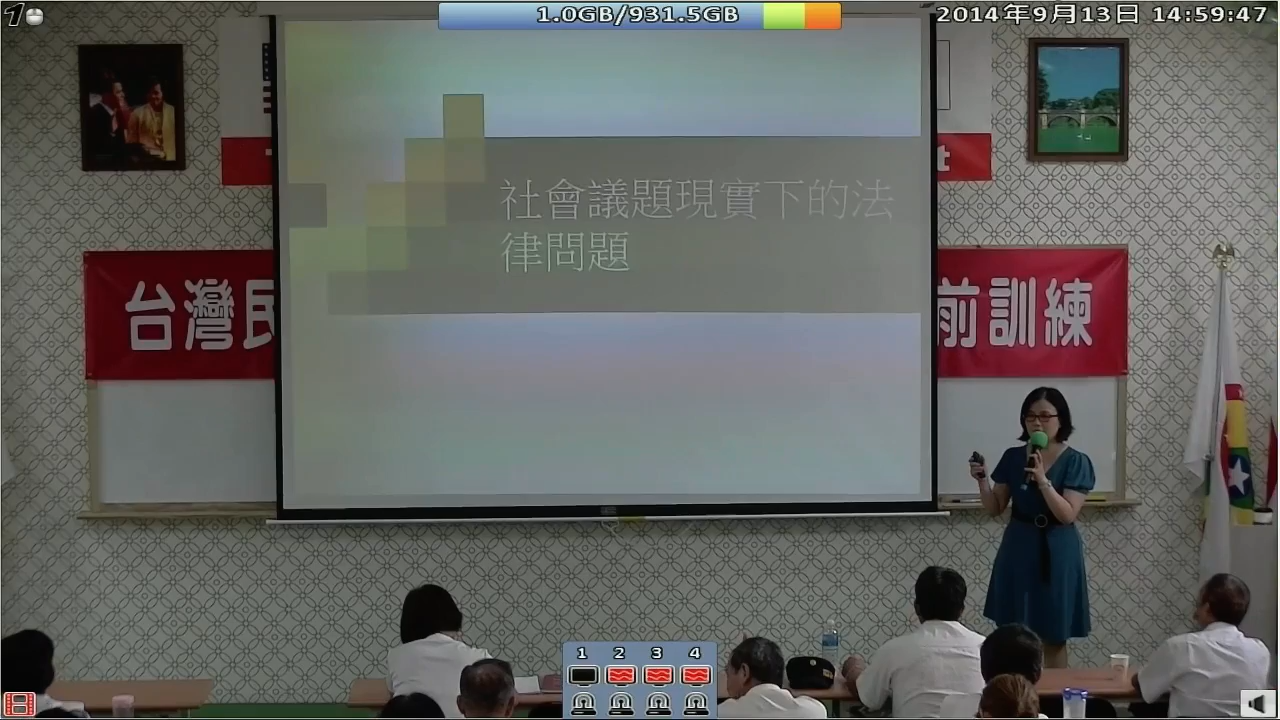 1
1.0GB/931.5GB
2014年9月13日 14:59:47
t
社會議題現實下的法
律問題
台灣民
前訓練
1 2 3 4